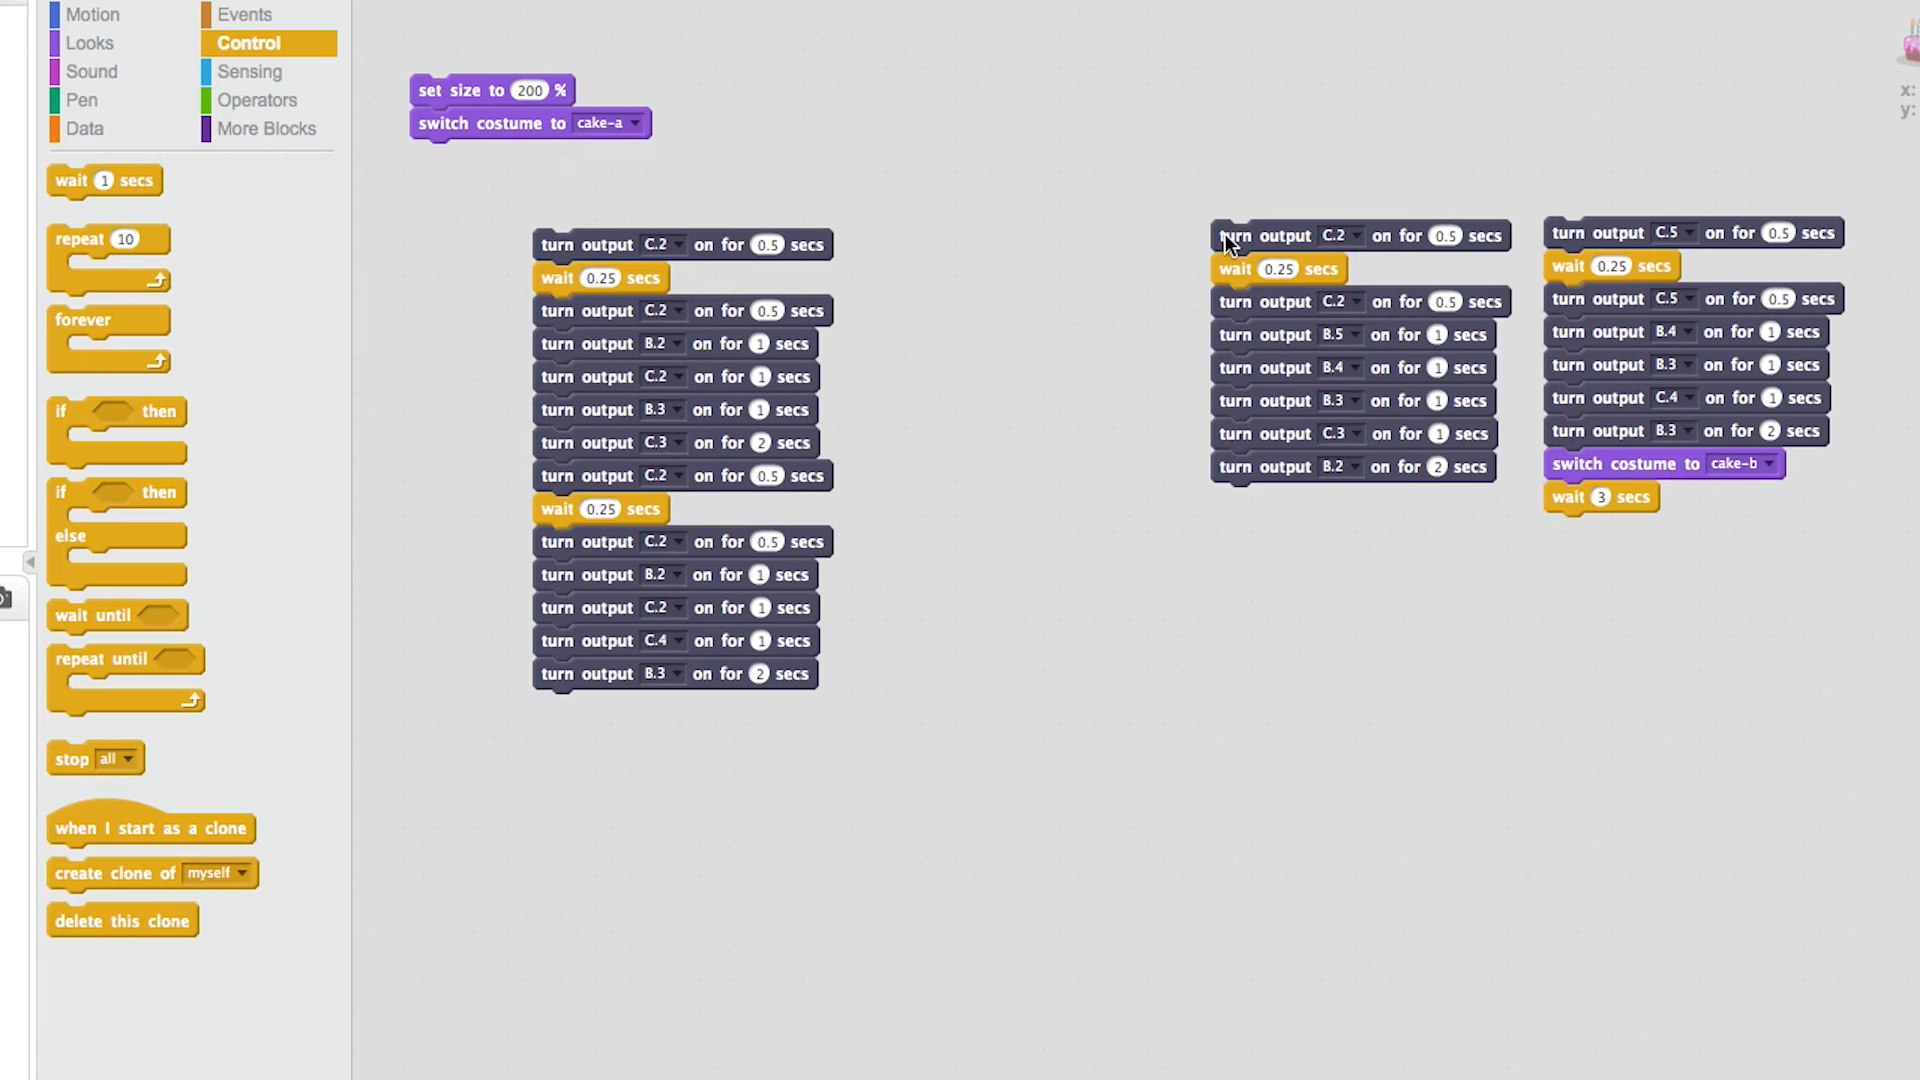 Motion
Looks
Sound
Pen
Data
Events
Control
Sensing
Operators
More Blocks
wait 1 secs
repeat 10
forever
if then
if then
else
wait until
repeat until
stop all
when I start as a clone
create clone of myself
delete this clone
set size to 200 %
switch costume to cake-a
turn output C.2 on for 0.5 secs
wait 0.25 secs
turn output C.2 on for 0.5 secs
turn output B.2 on for 1 secs
turn output C.2 on for 1 secs
turn output B.3 on for 1 secs
turn output C.3 on for 2 secs
turn output C.2 on for 0.5 secs
wait 0.25 secs
turn output C.2 on for 0.5 secs
turn output B.2 on for 1 secs
turn output C.2 on for 1 secs
turn output C.4 on for 1 secs
turn output B.3 on for 2 secs
turn output C.2 on for 0.5 secs
wait 0.25 secs
turn output C.2 on for 0.5 secs
turn output B.5 on for 1 secs
turn output B.4 on for 1 secs
turn output B.3 on for 1 secs
turn output C.3 on for 1 secs
turn output B.2 on for 2 secs
turn output C.5 on for 0.5 secs
wait 0.25 secs
turn output C.5 on for 0.5 secs
turn output B.4 on for 1 secs
turn output B.3 on for 1 secs
turn output C.4 on for 1 secs
turn output B.3 on for 2 secs
switch costume to cake-b
wait 3 secs
x:
y: